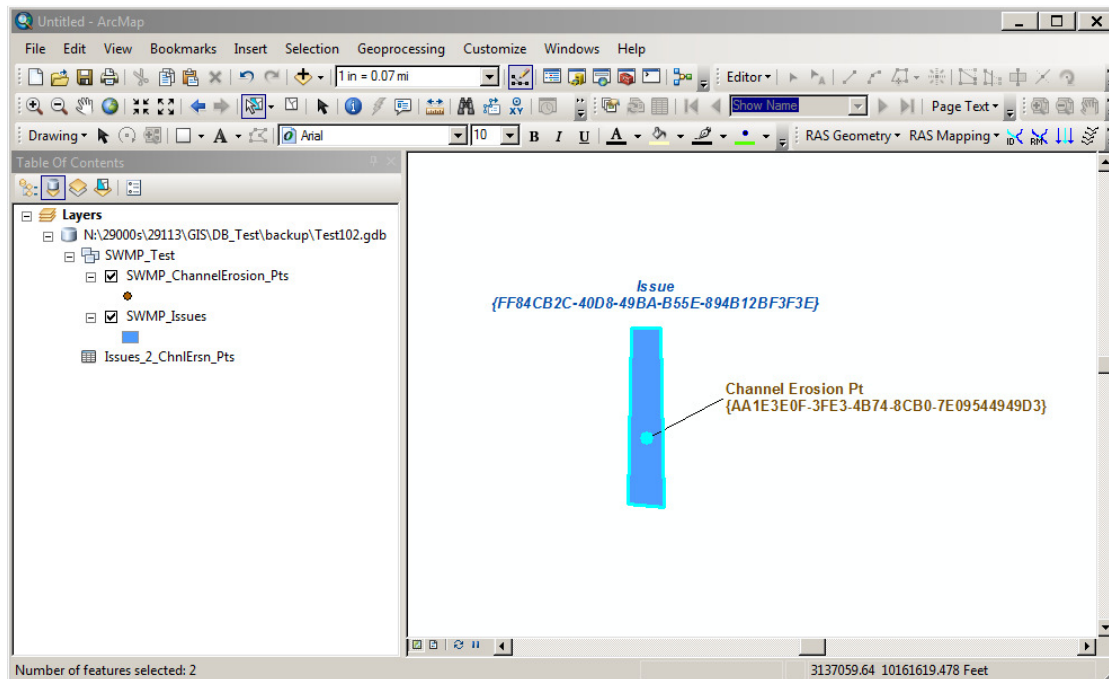 Untitled - ArcMap
File Edit View Bookmarks Insert Selection Geoprocessing Customize Windows Help
1 in = 0.07 mi Editor
Show Name Page Text
Drawing A Arial 10 B I U A RAS Geometry RAS Mapping ID RM
Table Of Contents
Layers
N:\29000s\29113\GIS\DB_Test\backup\Test102.gdb
SWMP_Test
SWMP_ChannelErosion_Pts
SWMP_Issues
Issues_2_ChnlErsn_Pts
Issue
{FF84CB2C-40D8-49BA-B55E-894B12BF3F3E}
Channel Erosion Pt
{AA1E3E0F-3FE3-4B74-8CB0-7E09544949D3}
Number of features selected: 2 3137059.64 10161619.478 Feet